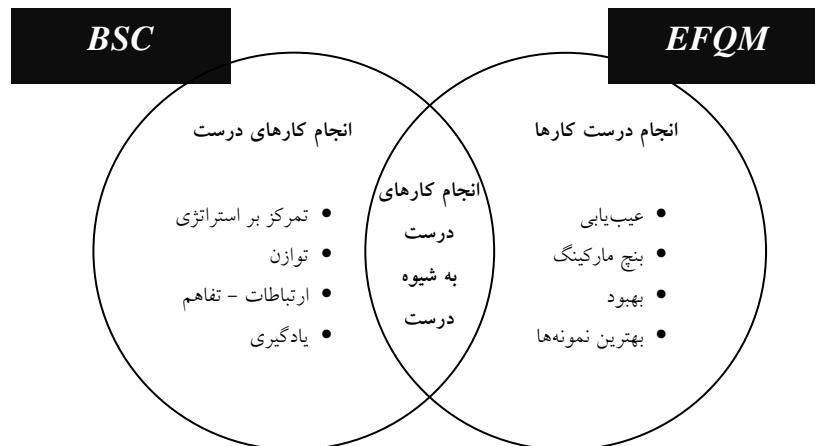 BSC
EFQM
انجام کارهای درست
• تمرکز بر استراتژی
• توازن
• ارتباطات - تفاهم
• یادگیری
انجام کارهای
درست
به شیوه
درست
انجام درست کارها
• عیب‌یابی
• بنچ مارکینگ
• بهبود
• بهترین نمونه‌ها